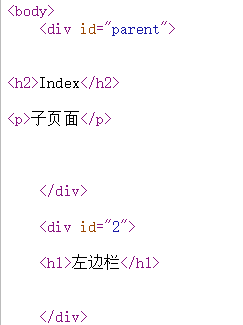 <body>
<div id="parent">
<h2>Index</h2>
<p>子页面</p>
</div>
<div id="2">
<h1>左边栏</h1>
</div>